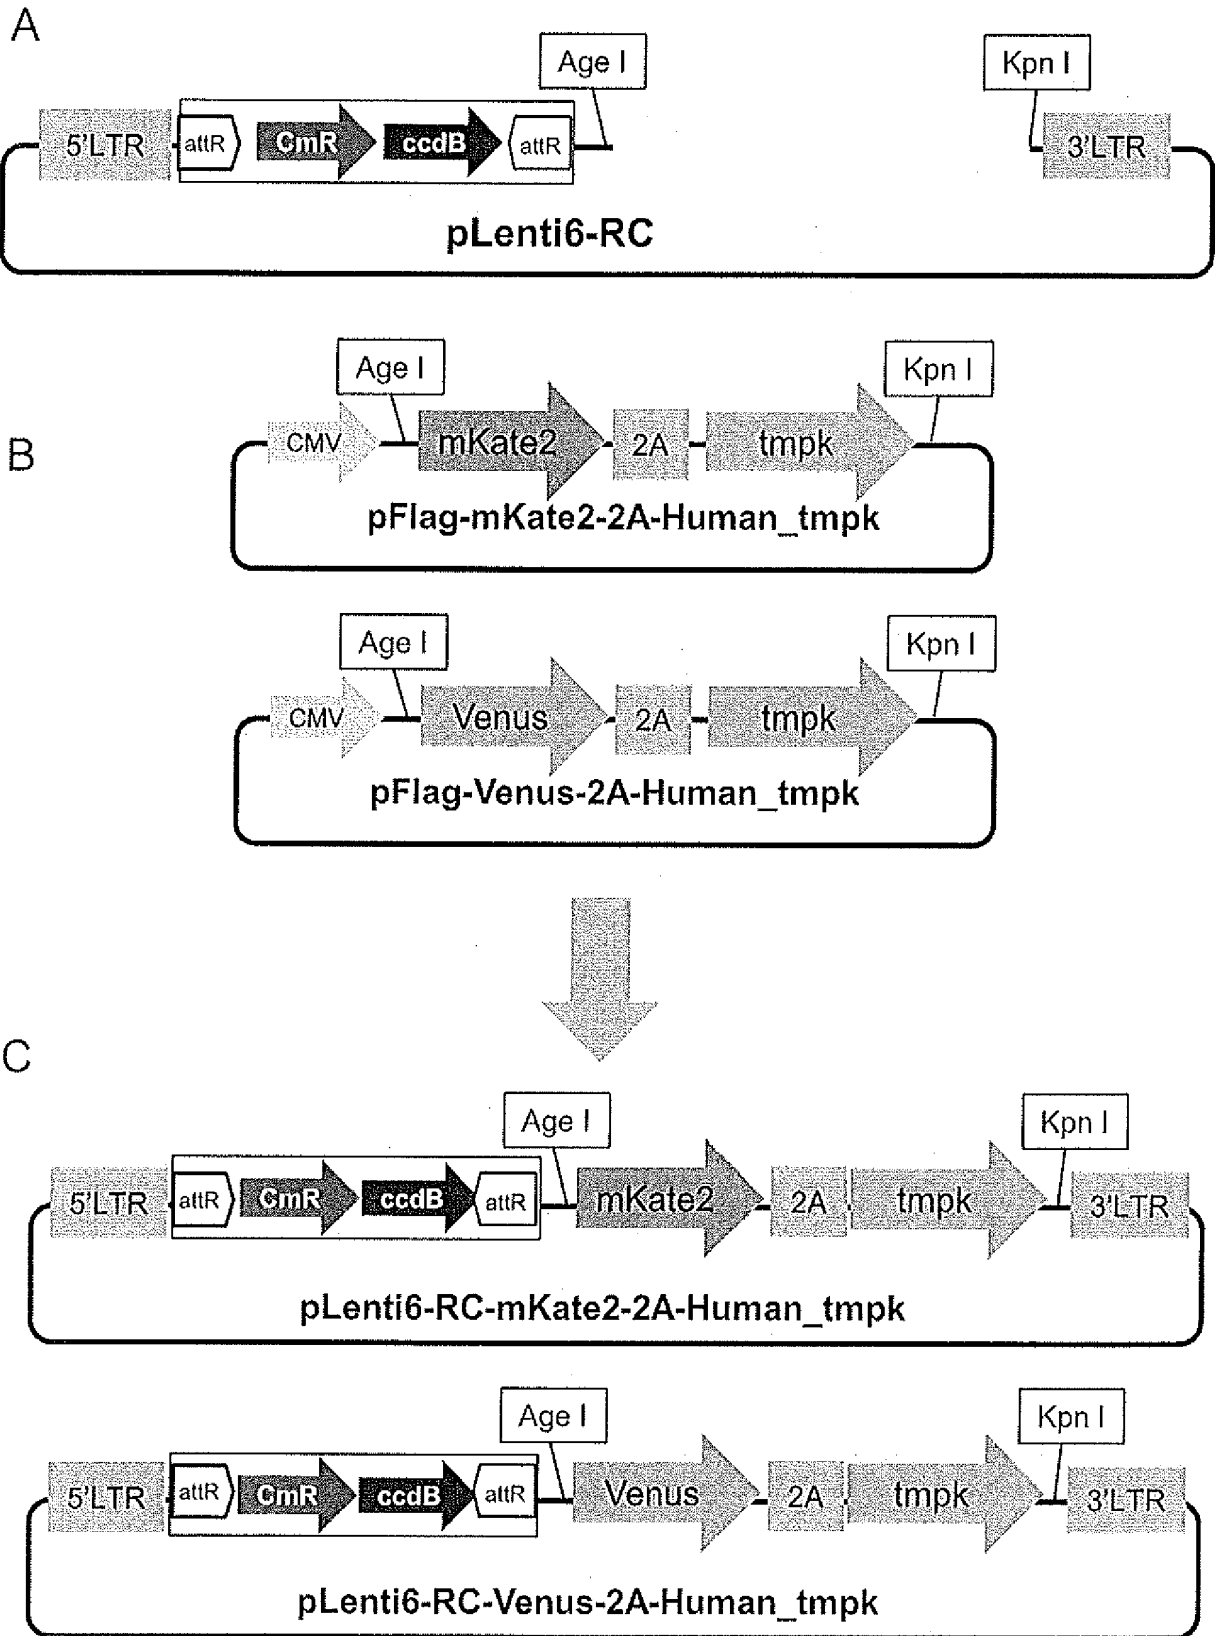 A
Age I
Kpn I
5'LTR
attR
CmR
ccdB
attR
3'LTR
pLenti6-RC
B
Age I
Kpn I
CMV
mKate2
2A
tmpk
pFlag-mKate2-2A-Human_tmpk
Age I
Kpn I
CMV
Venus
2A
tmpk
pFlag-Venus-2A-Human_tmpk
C
Age I
Kpn I
5'LTR
attR
CmR
ccdB
attR
mKate2
2A
tmpk
3'LTR
pLenti6-RC-mKate2-2A-Human_tmpk
Age I
Kpn I
5'LTR
attR
CmR
ccdB
attR
Venus
2A
tmpk
3'LTR
pLenti6-RC-Venus-2A-Human_tmpk